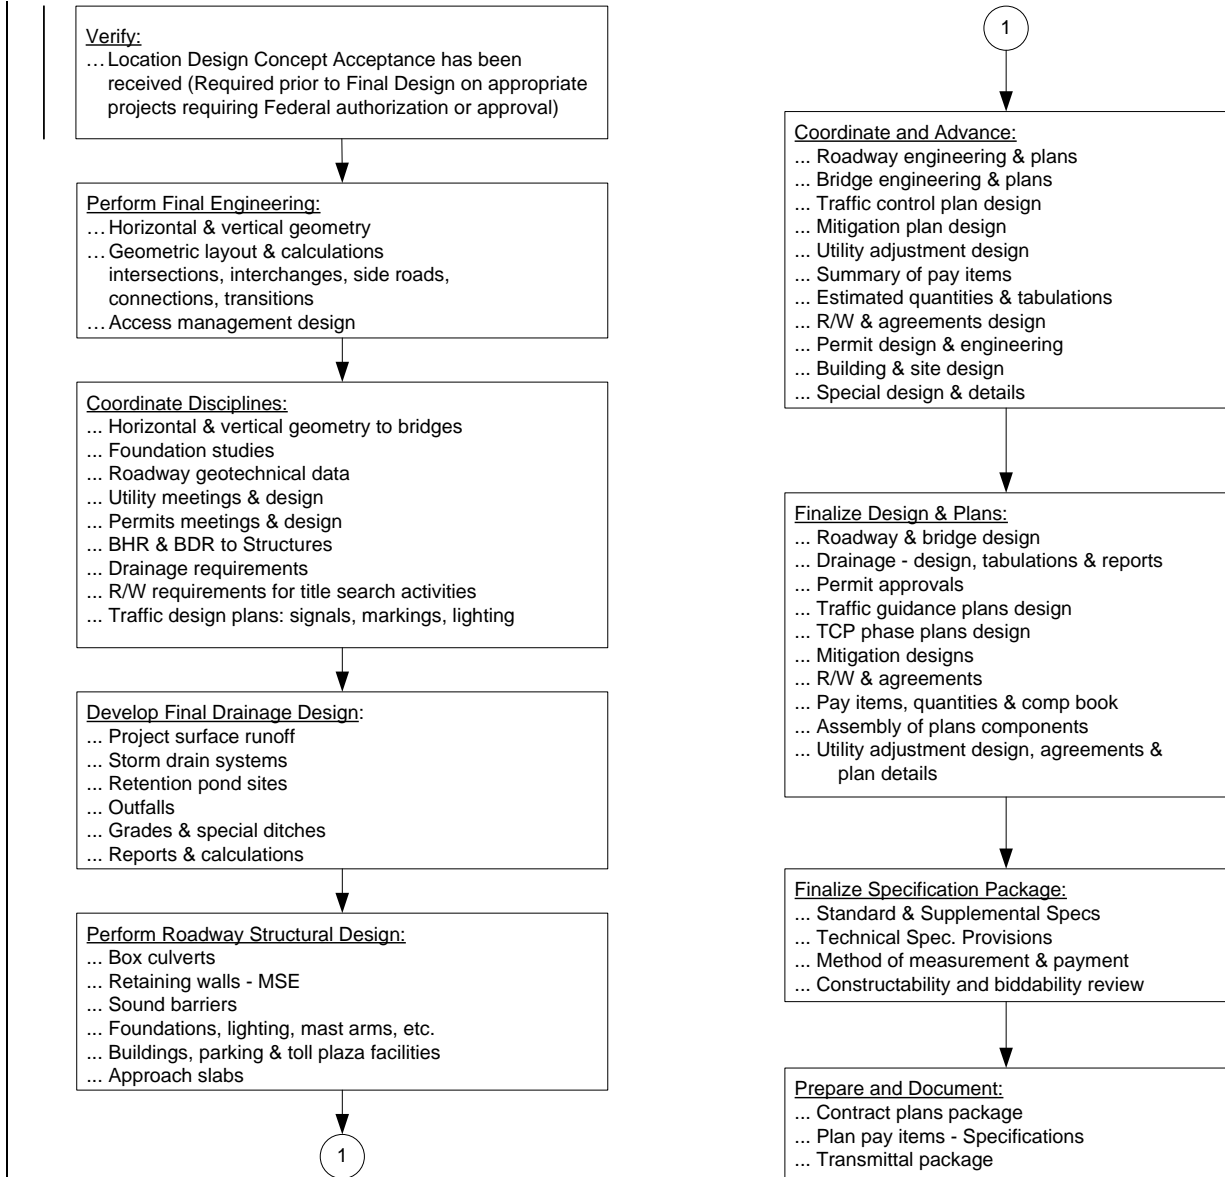 Verify:
…Location Design Concept Acceptance has been
received (Required prior to Final Design on appropriate
projects requiring Federal authorization or approval)
Perform Final Engineering:
…Horizontal & vertical geometry
…Geometric layout & calculations
intersections, interchanges, side roads,
connections, transitions
…Access management design
Coordinate Disciplines:
... Horizontal & vertical geometry to bridges
... Foundation studies
... Roadway geotechnical data
... Utility meetings & design
... Permits meetings & design
... BHR & BDR to Structures
... Drainage requirements
... R/W requirements for title search activities
... Traffic design plans: signals, markings, lighting
Develop Final Drainage Design:
... Project surface runoff
... Storm drain systems
... Retention pond sites
... Outfalls
... Grades & special ditches
... Reports & calculations
Perform Roadway Structural Design:
... Box culverts
... Retaining walls - MSE
... Sound barriers
... Foundations, lighting, mast arms, etc.
... Buildings, parking & toll plaza facilities
... Approach slabs
1
1
Coordinate and Advance:
... Roadway engineering & plans
... Bridge engineering & plans
... Traffic control plan design
... Mitigation plan design
... Utility adjustment design
... Summary of pay items
... Estimated quantities & tabulations
... R/W & agreements design
... Permit design & engineering
... Building & site design
... Special design & details
Finalize Design & Plans:
... Roadway & bridge design
... Drainage - design, tabulations & reports
... Permit approvals
... Traffic guidance plans design
... TCP phase plans design
... Mitigation designs
... R/W & agreements
... Pay items, quantities & comp book
... Assembly of plans components
... Utility adjustment design, agreements &
plan details
Finalize Specification Package:
... Standard & Supplemental Specs
... Technical Spec. Provisions
... Method of measurement & payment
... Constructability and biddability review
Prepare and Document:
... Contract plans package
... Plan pay items - Specifications
... Transmittal package